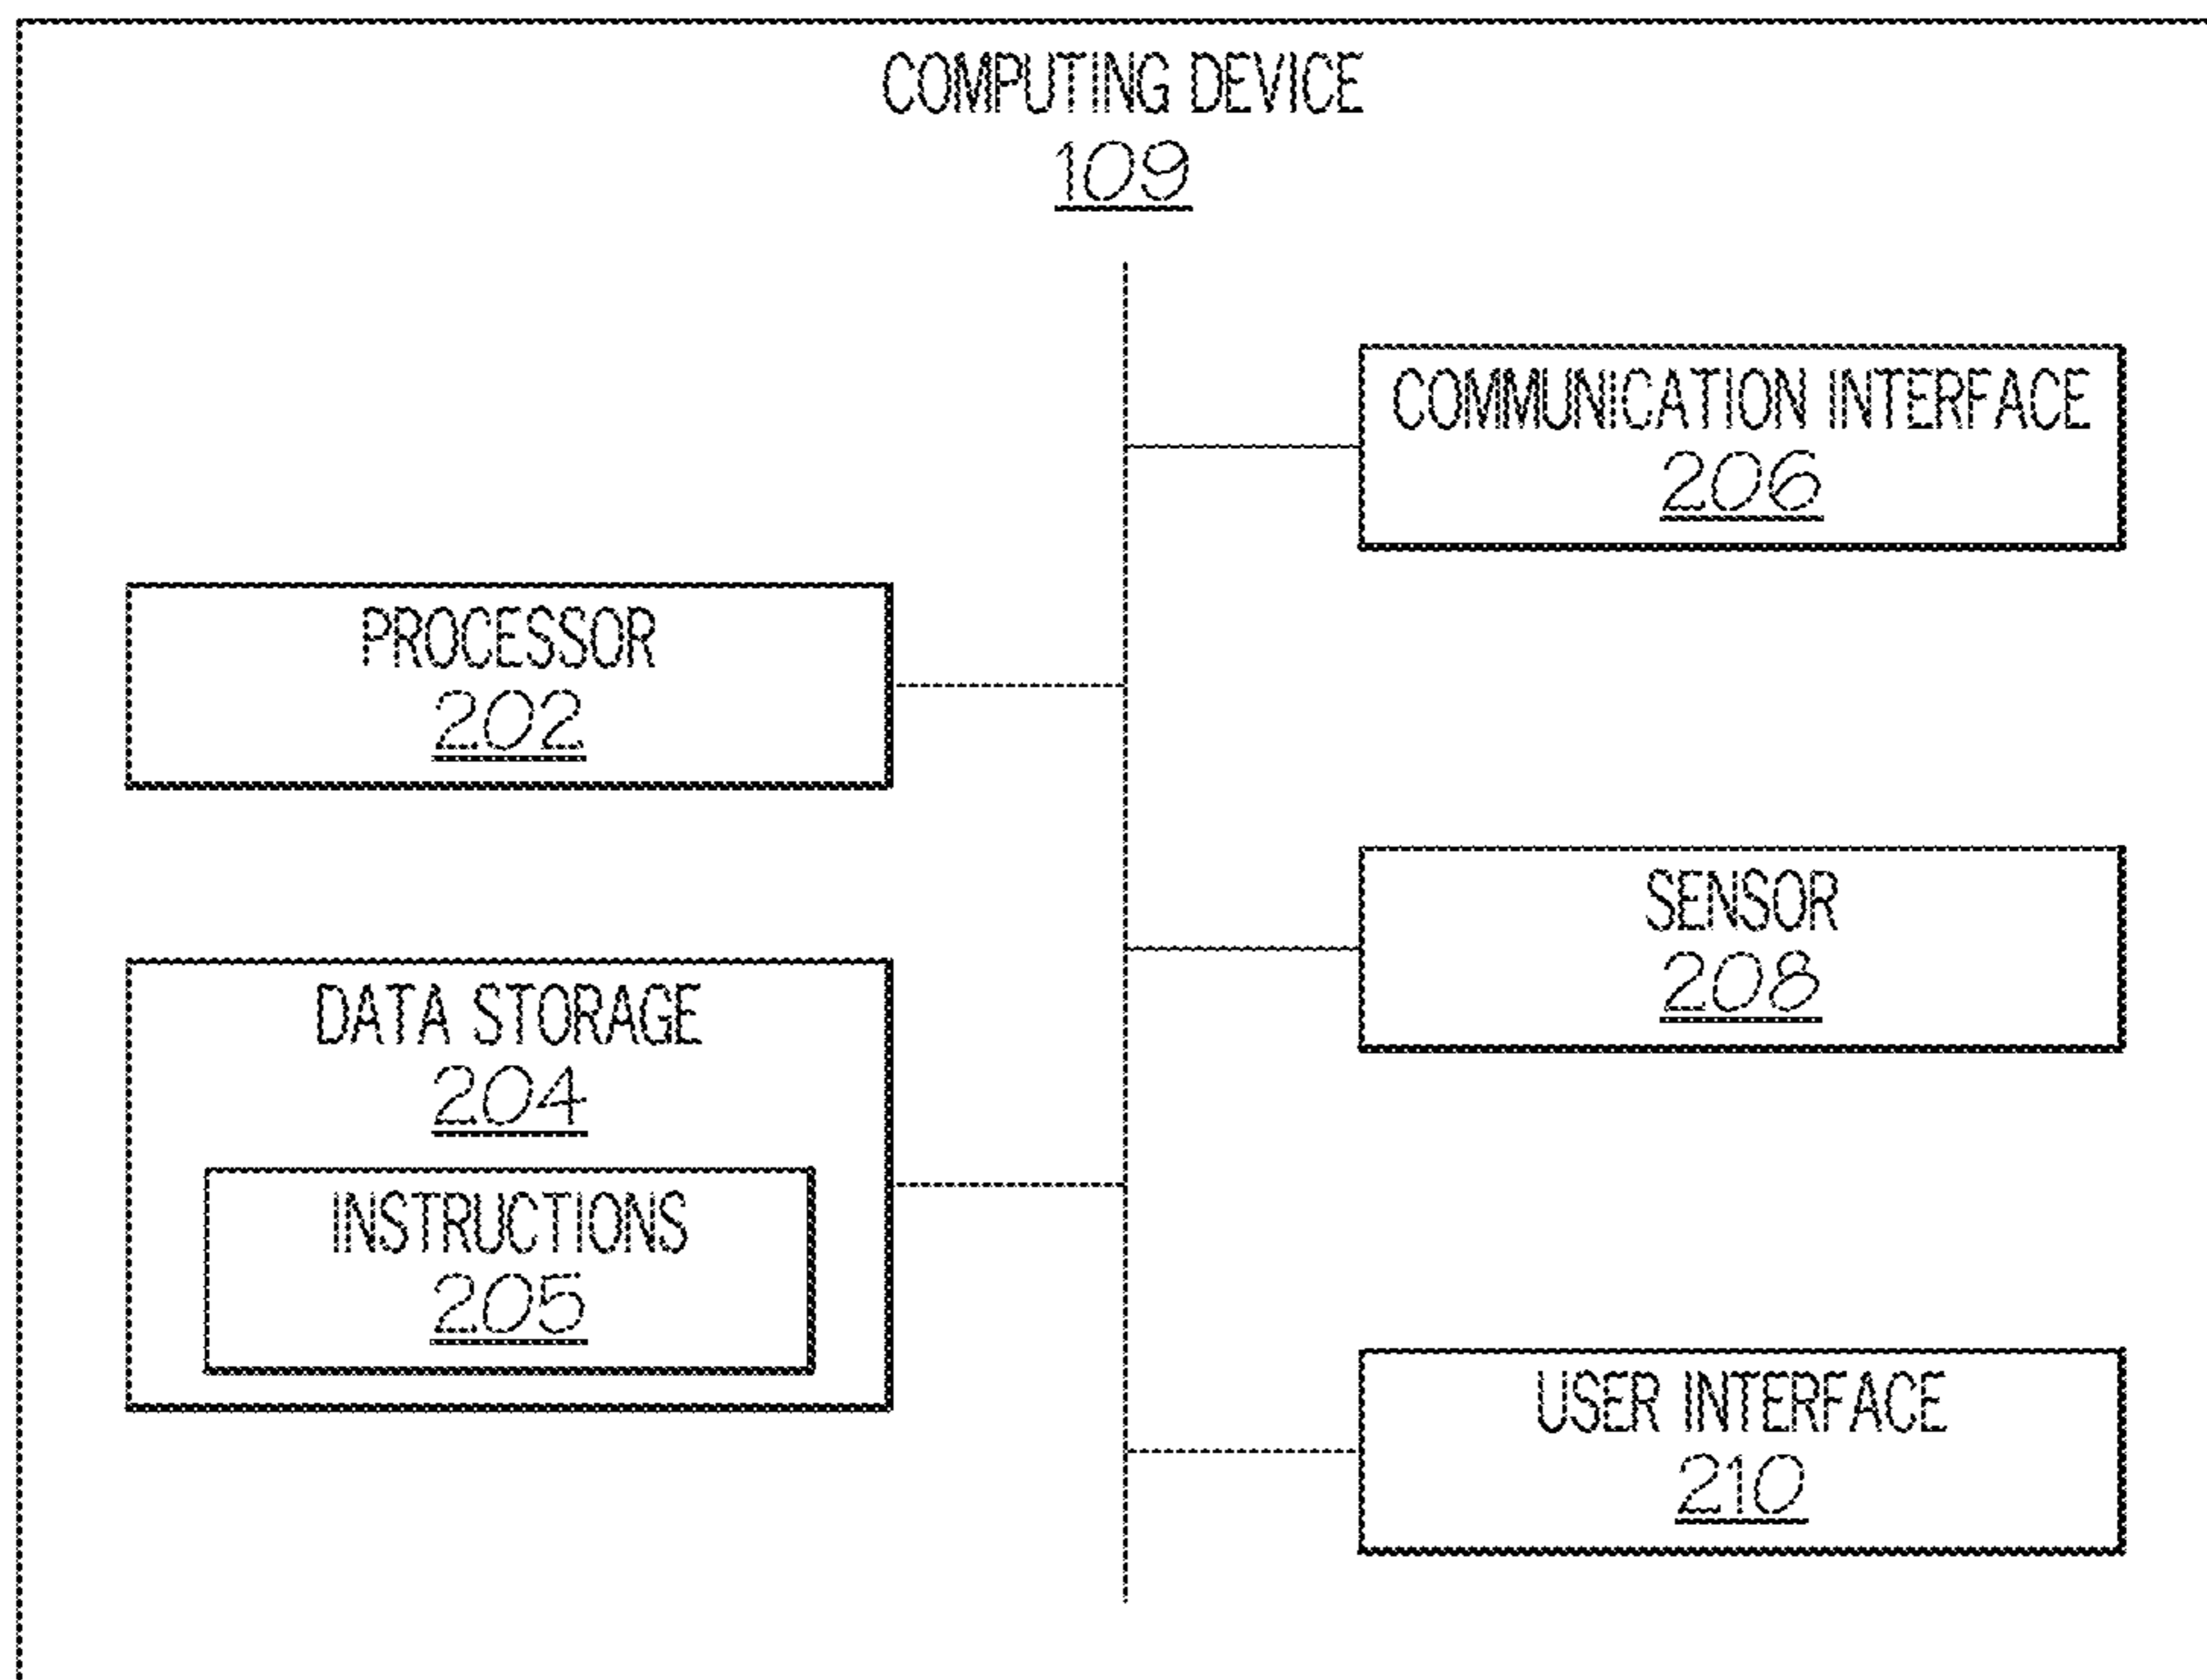 COMPUTING DEVICE
109
COMMUNICATION INTERFACE
206
PROCESSOR
202
SENSOR
208
DATA STORAGE
204
INSTRUCTIONS
205
USER INTERFACE
210